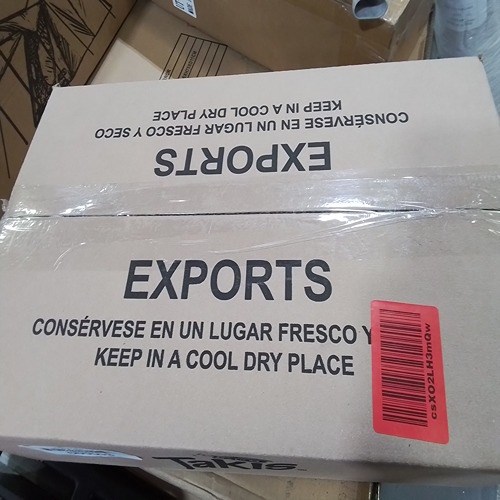 KEEP IN A COOL DRY PLACE
CONSÉRVESE EN UN LUGAR FRESCO Y SECO
EXPORTS
EXPORTS
CONSÉRVESE EN UN LUGAR FRESCO Y
KEEP IN A COOL DRY PLACE
csXO2LH3mQw
Takis